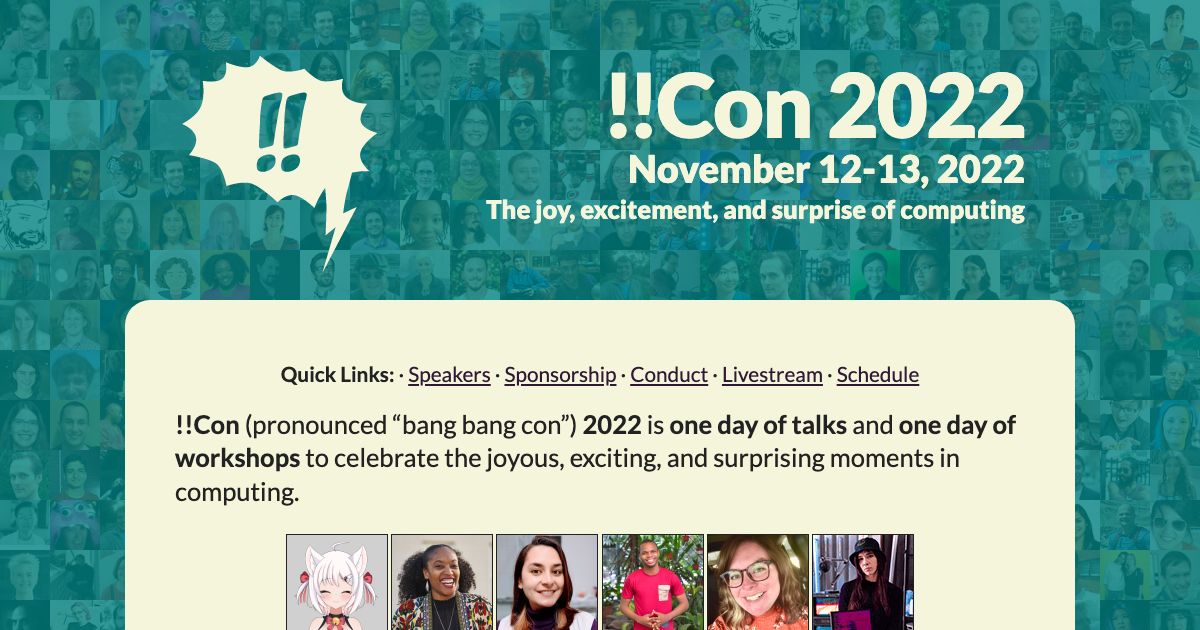 !!
!!Con 2022
November 12-13, 2022
The joy, excitement, and surprise of computing
Quick Links: · Speakers · Sponsorship · Conduct · Livestream · Schedule
!!Con (pronounced “bang bang con”) 2022 is one day of talks and one day of
workshops to celebrate the joyous, exciting, and surprising moments in
computing.